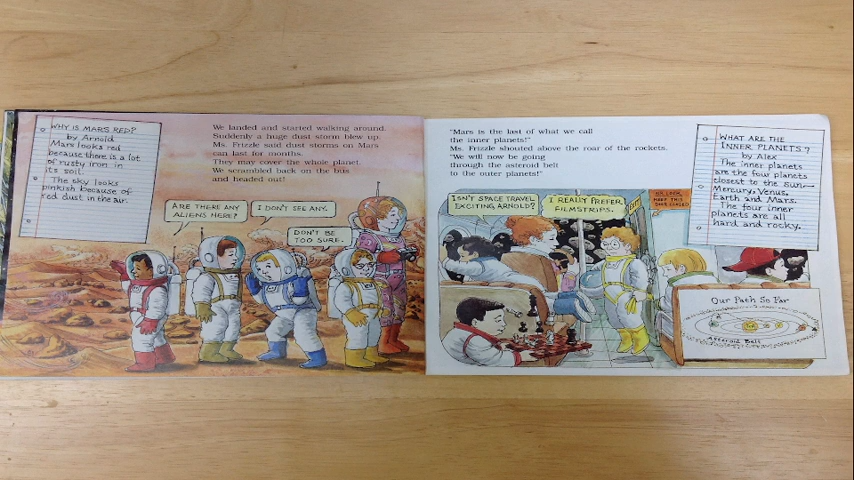 WHY IS MARS RED?
by Arnold
Mars looks red
because there is a lot
of rusty iron in
its soil.
The sky looks
pinkish because of
red dust in the air.
We landed and started walking around.
Suddenly a huge dust storm blew up.
Ms. Frizzle said dust storms on Mars
can last for months.
They may cover the whole planet.
We scrambled back on the bus
and headed out!
ARE THERE ANY
ALIENS HERE?
I DON'T SEE ANY.
DON'T BE
TOO SURE.
"Mars is the last of what we call
the inner planets!"
Ms. Frizzle shouted above the roar of the rockets.
"We will now be going
through the asteroid belt
to the outer planets!"
ISN'T SPACE TRAVEL
EXCITING, ARNOLD?
I REALLY PREFER
FILMSTRIPS.
KEEP THIS
DOOR CLOSED
WHAT ARE THE
INNER PLANETS?
by Alex
The inner planets
are the four planets
closest to the sun—
Mercury, Venus,
Earth and Mars.
The four inner
planets are all
hard and rocky.
Our Path So Far
Asteroid Belt